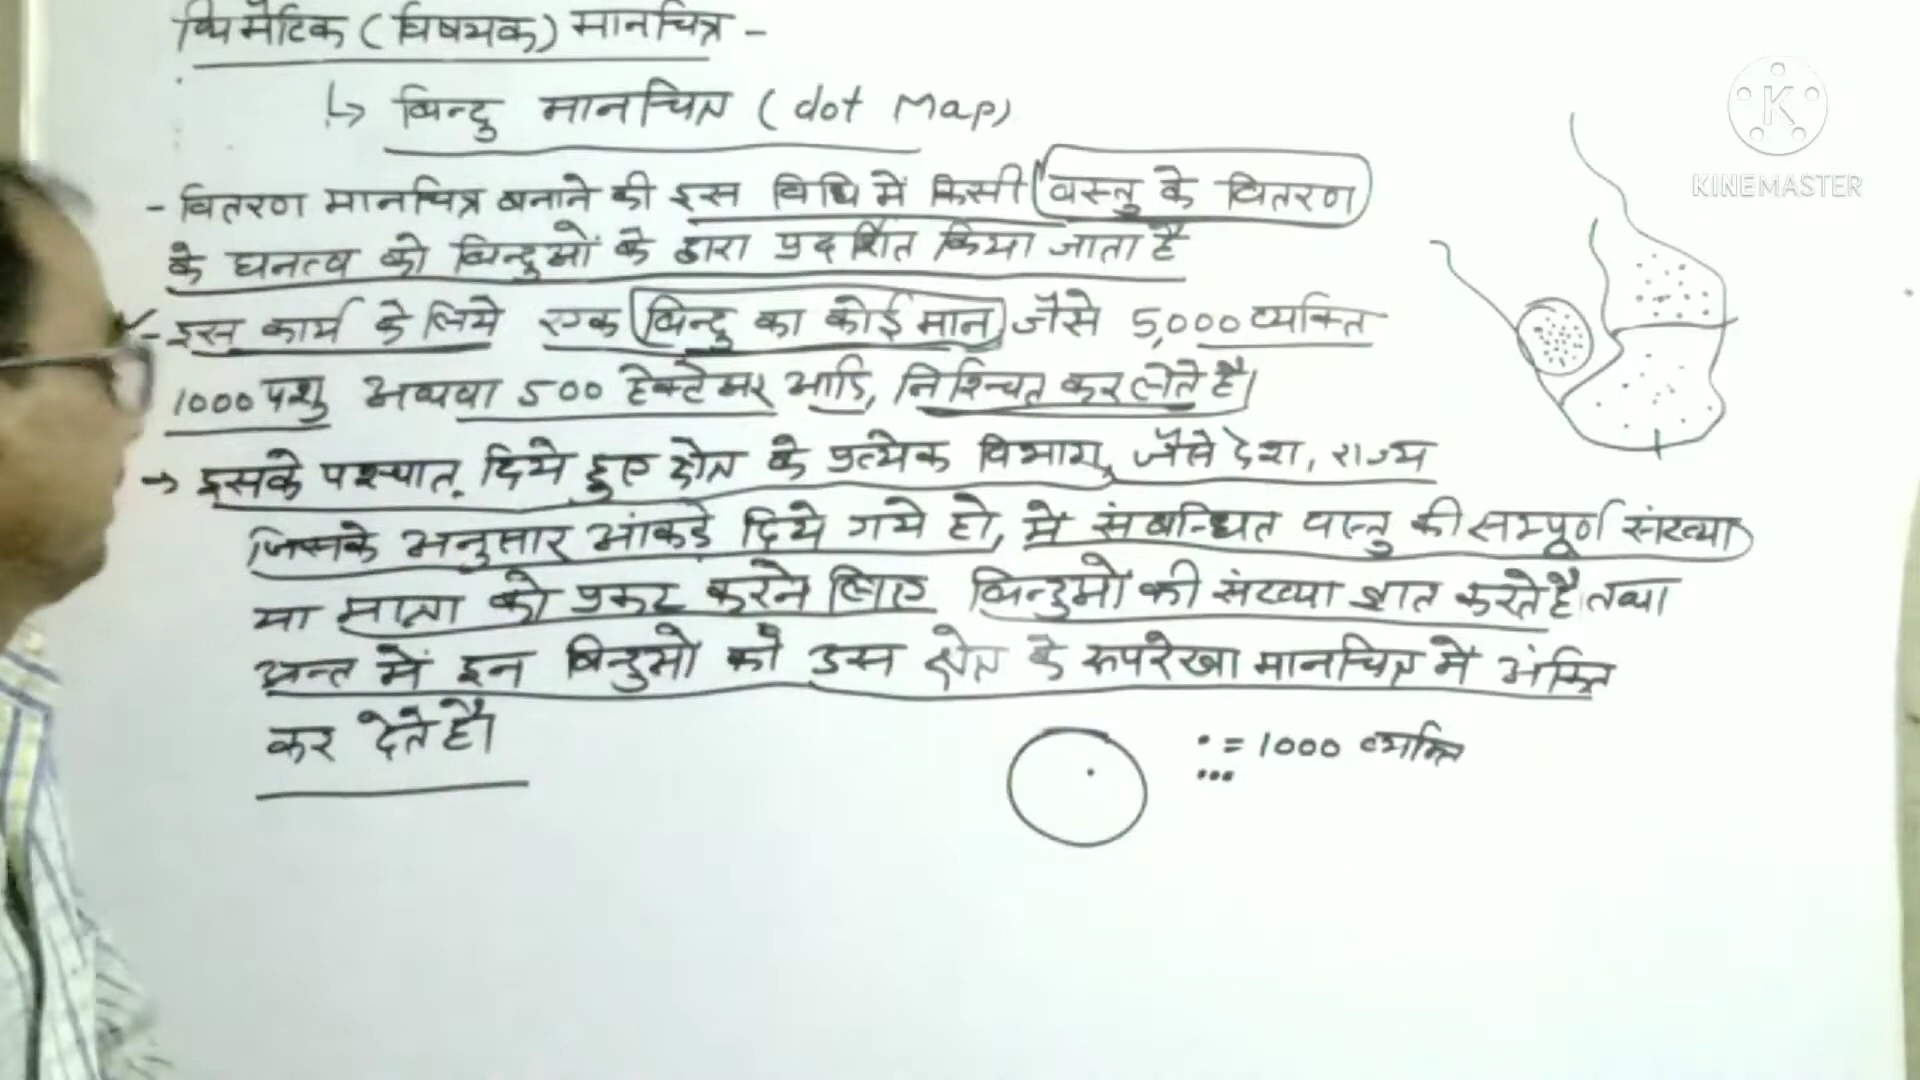 थिमेटिक (विषयक) मानचित्र -
↳ बिन्दु मानचित्र (dot Map)
- वितरण मानचित्र बनाने की इस विधि में किसी वस्तु के वितरण
के घनत्व को बिन्दुओं के द्वारा प्रदर्शित किया जाता है
- इस कार्य के लिये एक बिन्दु का कोई मान जैसे 5,000 व्यक्ति
1000 पशु अथवा 500 हेक्टेअर आदि, निश्चित कर लेते है।
→ इसके पश्चात दिये हुए क्षेत्र के प्रत्येक विभाग, जैसे देश, राज्य
जिसके अनुसार आंकड़े दिये गये हो, में संबन्धित वस्तु की सम्पूर्ण संख्या
या मात्रा को प्रकट करने लिए बिन्दुओं की संख्या ज्ञात करते है। तथा
अन्त में इन बिन्दुओं को उस क्षेत्र के रूपरेखा मानचित्र में अंकित
कर देते है।
• = 1000 व्यक्ति
•••
K
KINEMASTER